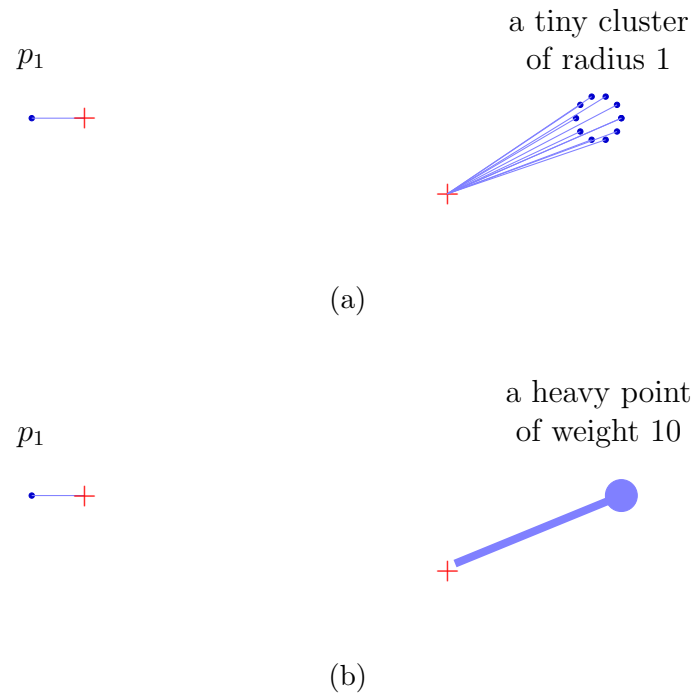 a tiny cluster
of radius 1
p₁
(a)
a heavy point
of weight 10
p₁
(b)